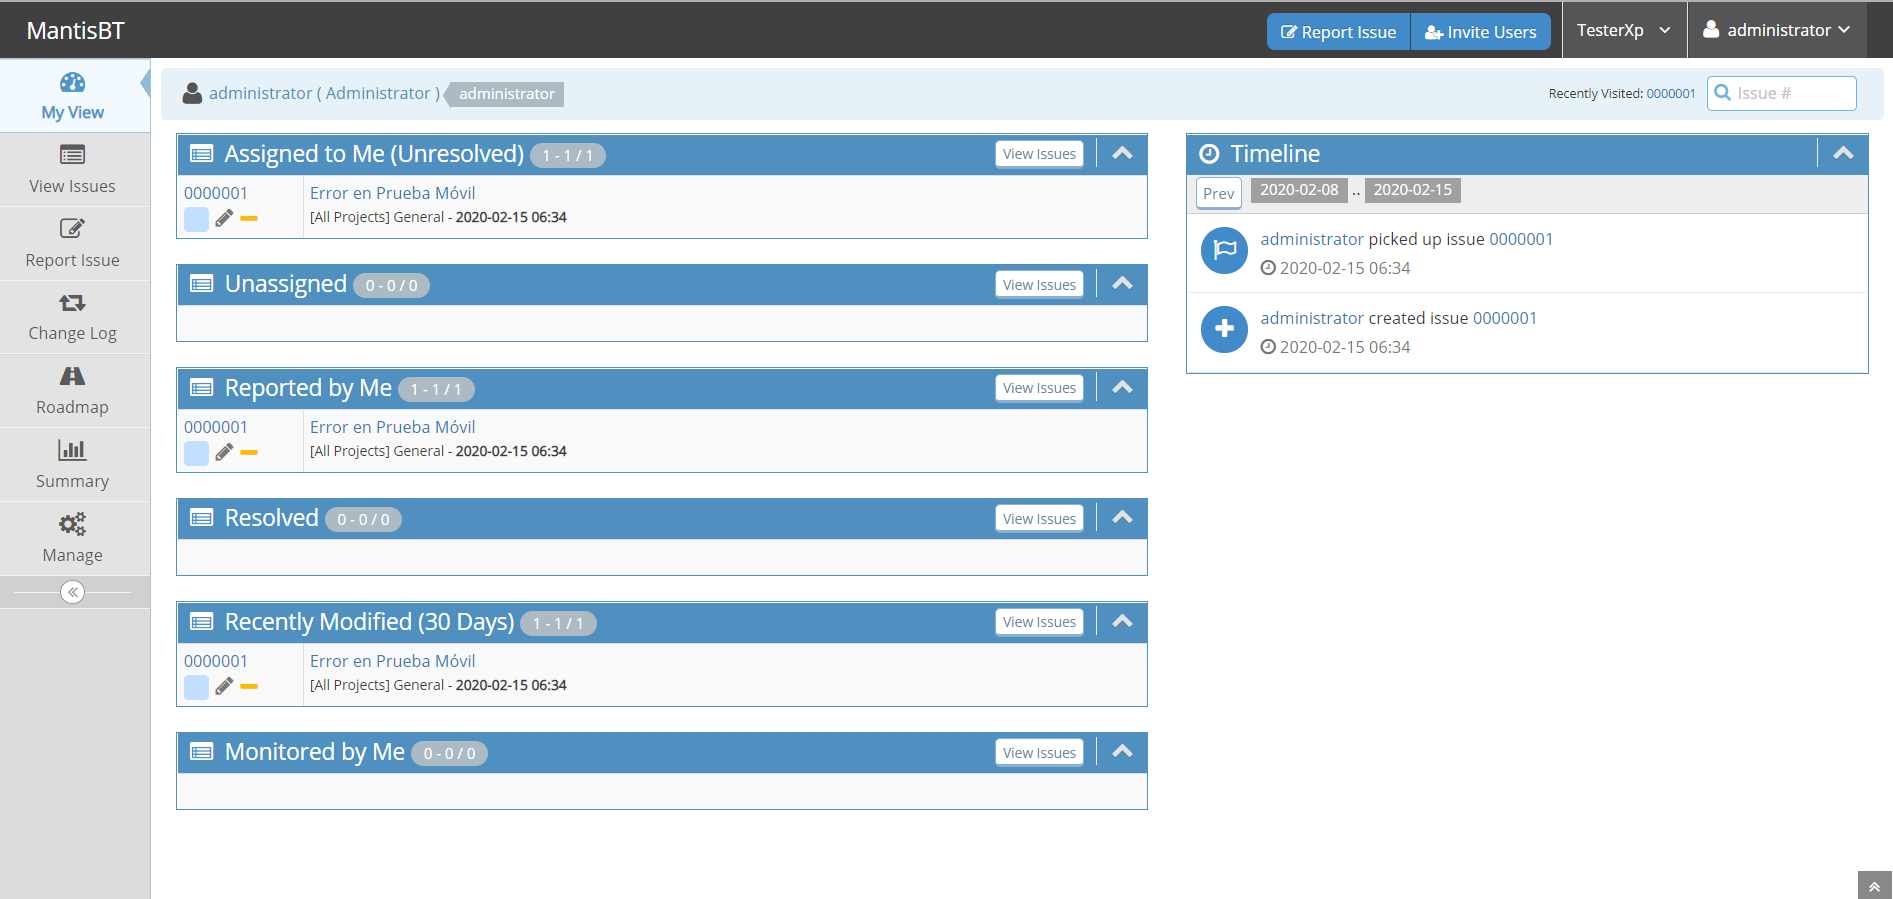 MantisBT
Report Issue
Invite Users
TesterXp
administrator
My View
View Issues
Report Issue
Change Log
Roadmap
Summary
Manage
administrator ( Administrator ) administrator
Recently Visited: 0000001
Issue #
Assigned to Me (Unresolved) 1 - 1 / 1
View Issues
0000001
Error en Prueba Móvil
[All Projects] General - 2020-02-15 06:34
Unassigned 0 - 0 / 0
View Issues
Reported by Me 1 - 1 / 1
View Issues
0000001
Error en Prueba Móvil
[All Projects] General - 2020-02-15 06:34
Resolved 0 - 0 / 0
View Issues
Recently Modified (30 Days) 1 - 1 / 1
View Issues
0000001
Error en Prueba Móvil
[All Projects] General - 2020-02-15 06:34
Monitored by Me 0 - 0 / 0
View Issues
Timeline
Prev 2020-02-08 .. 2020-02-15
administrator picked up issue 0000001
2020-02-15 06:34
administrator created issue 0000001
2020-02-15 06:34